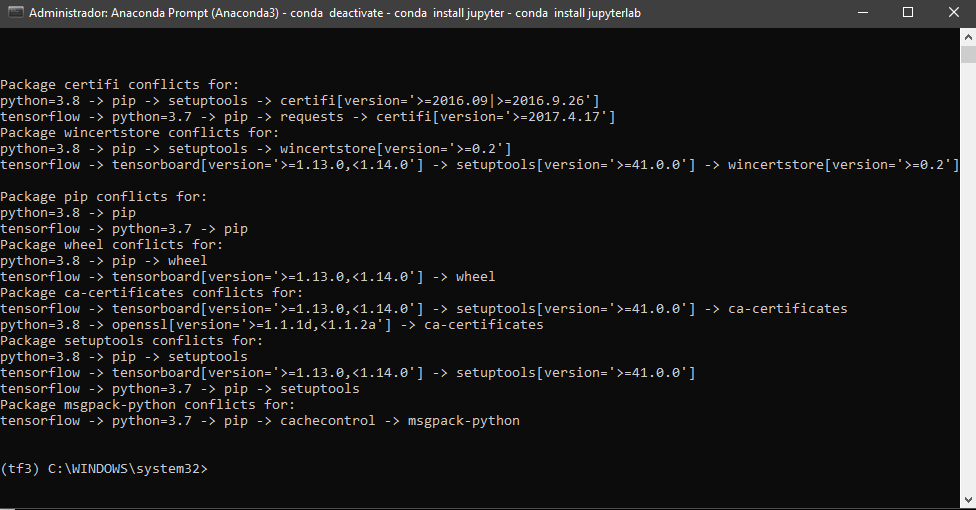 Administrador: Anaconda Prompt (Anaconda3) - conda  deactivate - conda  install jupyter - conda  install jupyterlab
Package certifi conflicts for:
python=3.8 -> pip -> setuptools -> certifi[version='>=2016.09|>=2016.9.26']
tensorflow -> python=3.7 -> pip -> requests -> certifi[version='>=2017.4.17']
Package wincertstore conflicts for:
python=3.8 -> pip -> setuptools -> wincertstore[version='>=0.2']
tensorflow -> tensorboard[version='>=1.13.0,<1.14.0'] -> setuptools[version='>=41.0.0'] -> wincertstore[version='>=0.2']
Package pip conflicts for:
python=3.8 -> pip
tensorflow -> python=3.7 -> pip
Package wheel conflicts for:
python=3.8 -> pip -> wheel
tensorflow -> tensorboard[version='>=1.13.0,<1.14.0'] -> wheel
Package ca-certificates conflicts for:
tensorflow -> tensorboard[version='>=1.13.0,<1.14.0'] -> setuptools[version='>=41.0.0'] -> ca-certificates
python=3.8 -> openssl[version='>=1.1.1d,<1.1.2a'] -> ca-certificates
Package setuptools conflicts for:
python=3.8 -> pip -> setuptools
tensorflow -> tensorboard[version='>=1.13.0,<1.14.0'] -> setuptools[version='>=41.0.0']
tensorflow -> python=3.7 -> pip -> setuptools
Package msgpack-python conflicts for:
tensorflow -> python=3.7 -> pip -> cachecontrol -> msgpack-python
(tf3) C:\WINDOWS\system32>